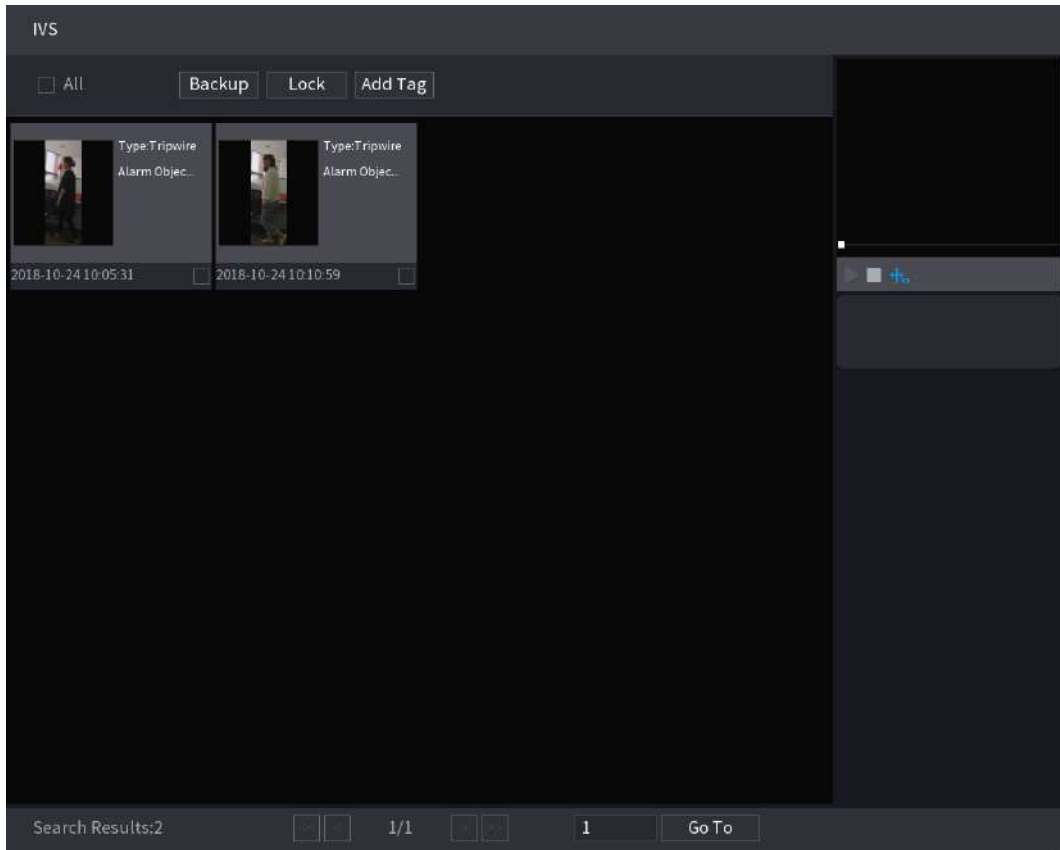 IVS
All Backup Lock Add Tag
Type:Tripwire
Alarm Objec...
2018-10-24 10:05:31
Type:Tripwire
Alarm Objec...
2018-10-24 10:10:59
Search Results:2 1/1 1 Go To